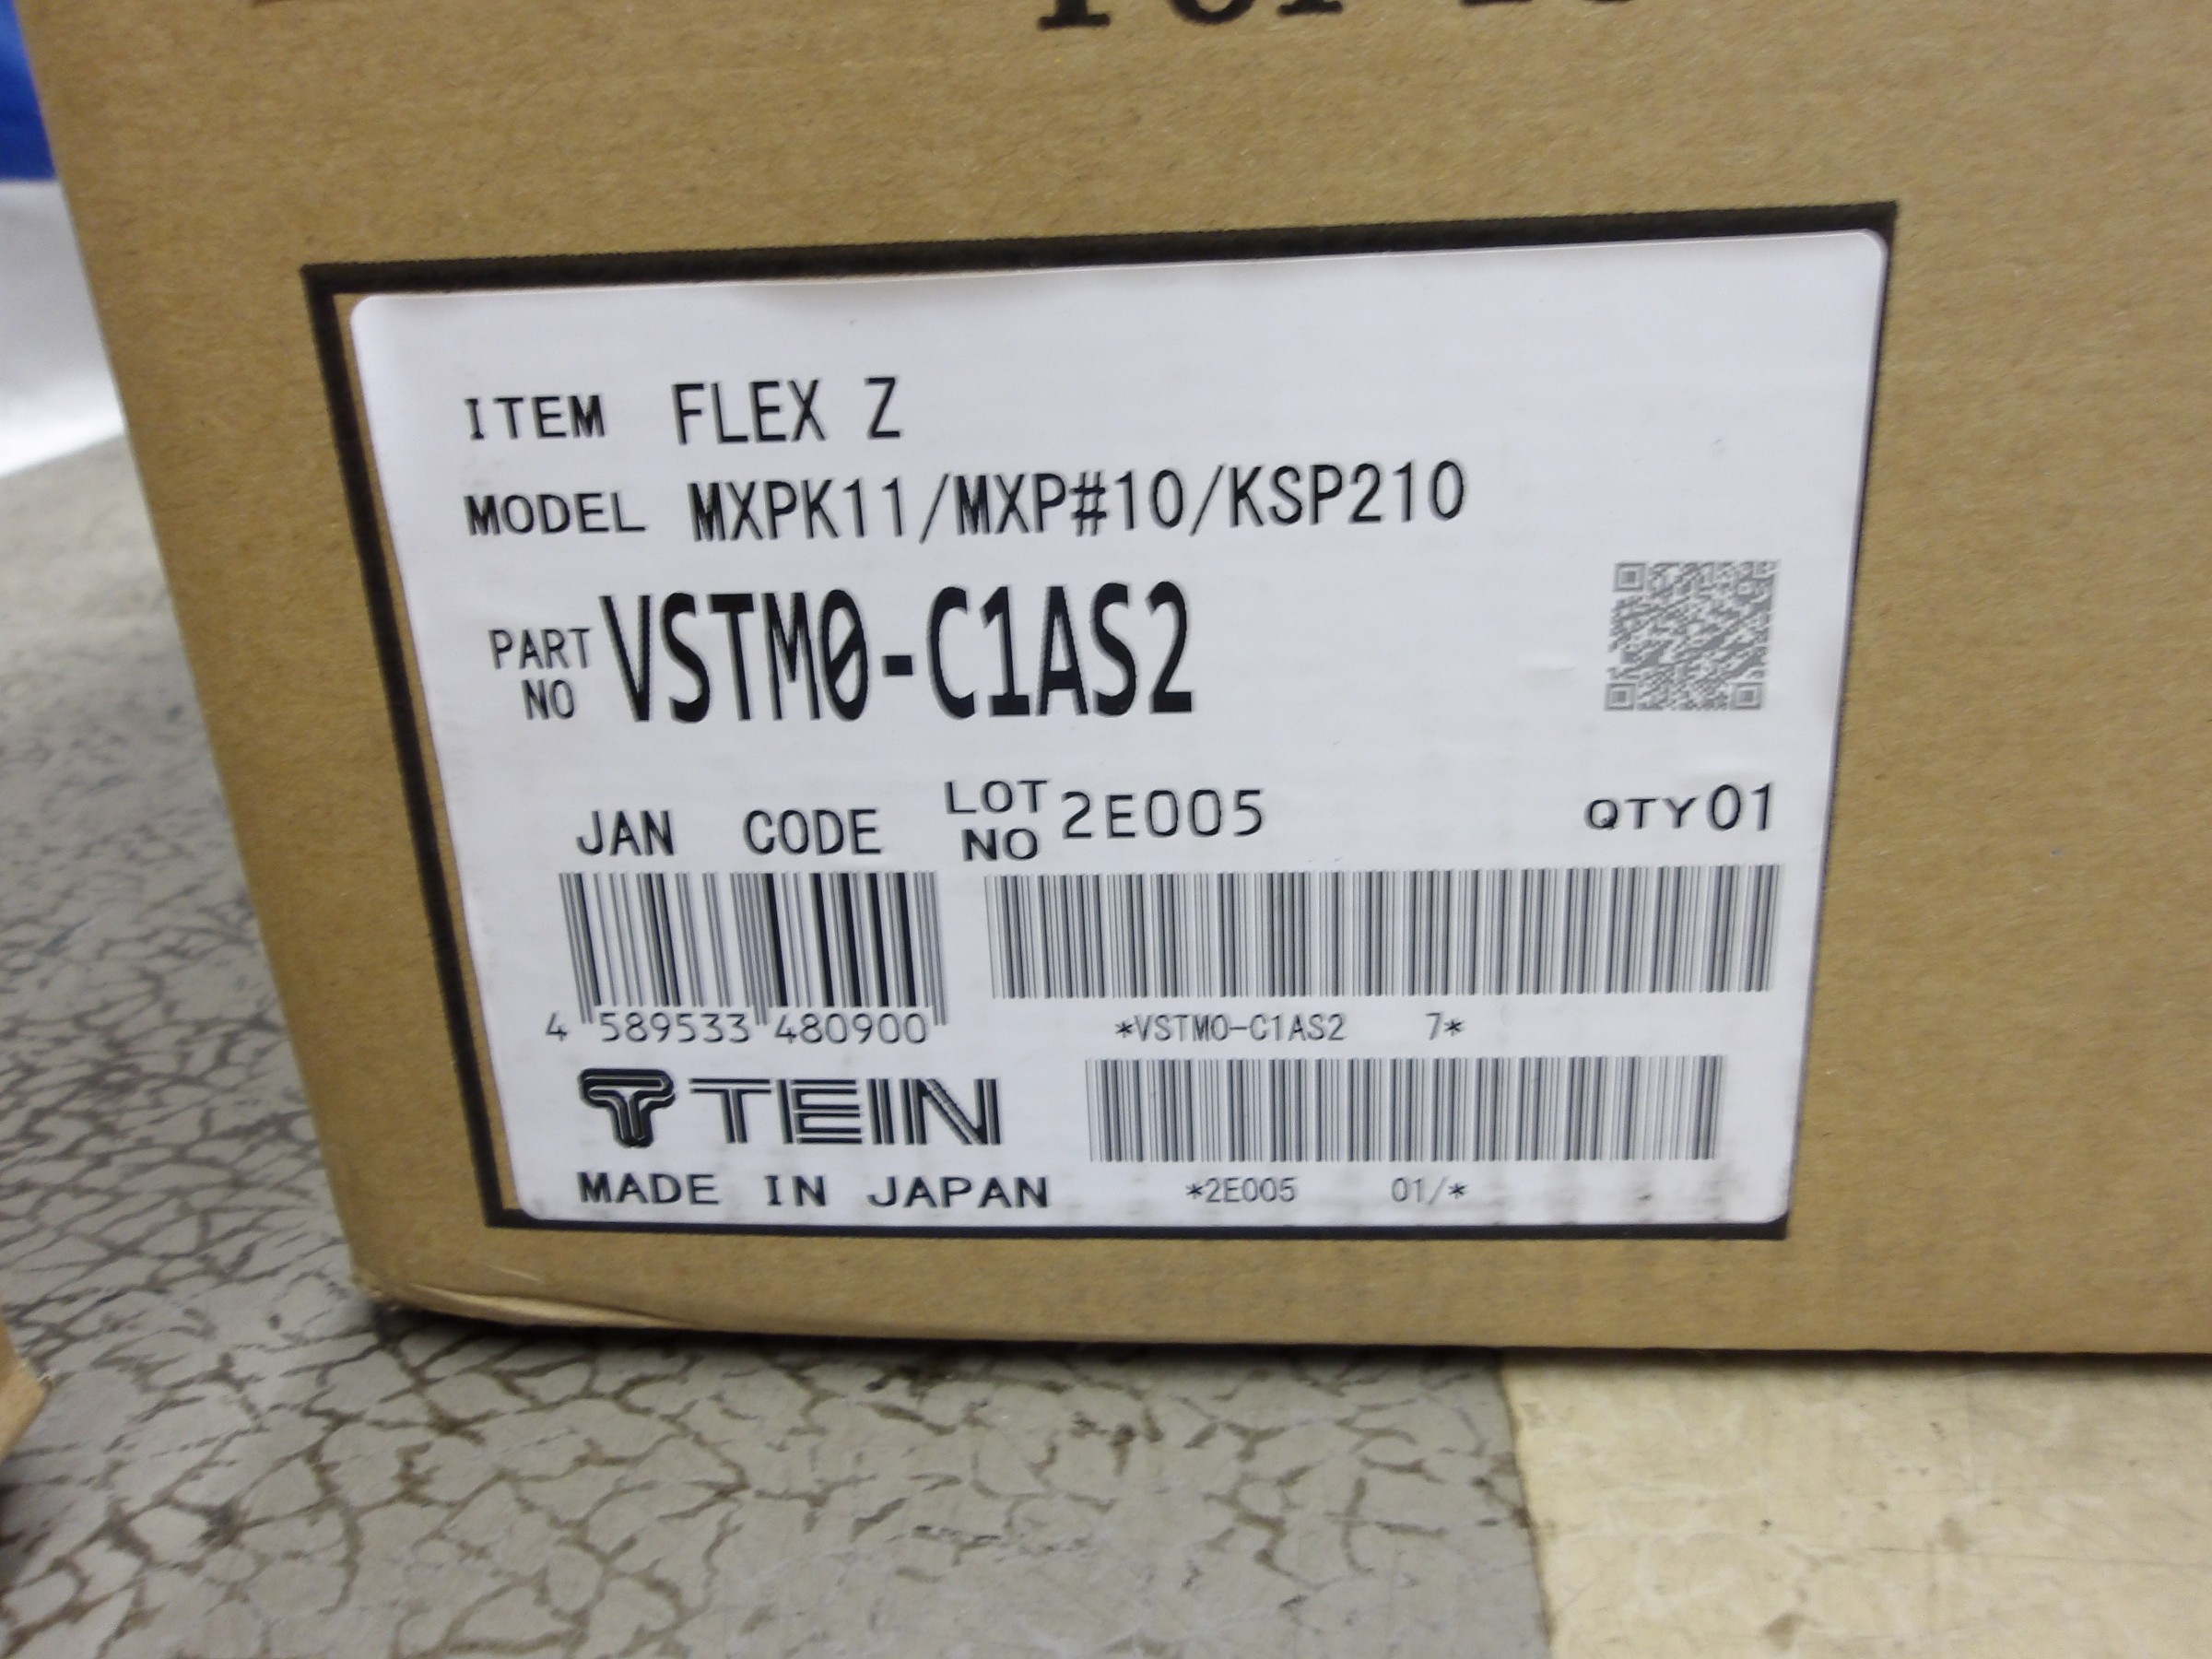 ITEM FLEX Z
MODEL MXPK11/MXP#10/KSP210
PART NO VSTM0-C1AS2
JAN CODE
LOT NO 2E005
QTY01
4 589533 480900
*VSTM0-C1AS2 7*
TEIN
MADE IN JAPAN
*2E005 01/*